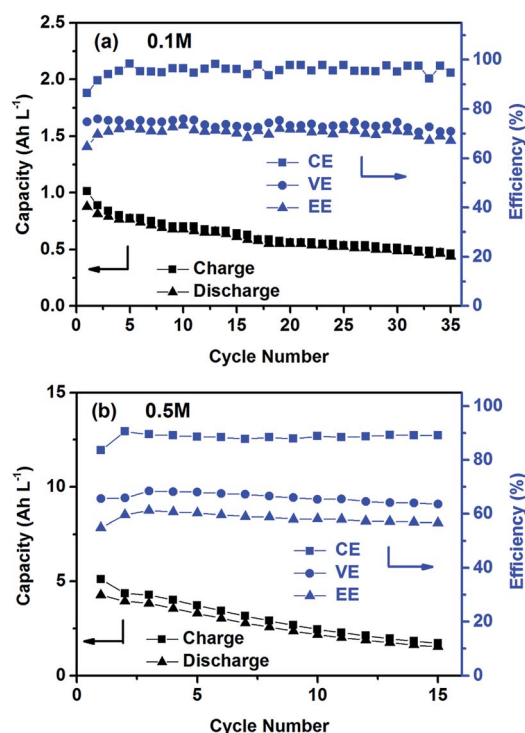 (a) 0.1M
2.5
2.0
1.5
1.0
0.5
0.0
Capacity (Ah L⁻¹)
100
80
60
40
20
0
Efficiency (%)
CE
VE
EE
Charge
Discharge
0 5 10 15 20 25 30 35
Cycle Number
(b) 0.5M
15
10
5
0
Capacity (Ah L⁻¹)
100
80
60
40
20
0
Efficiency (%)
CE
VE
EE
Charge
Discharge
0 5 10 15
Cycle Number